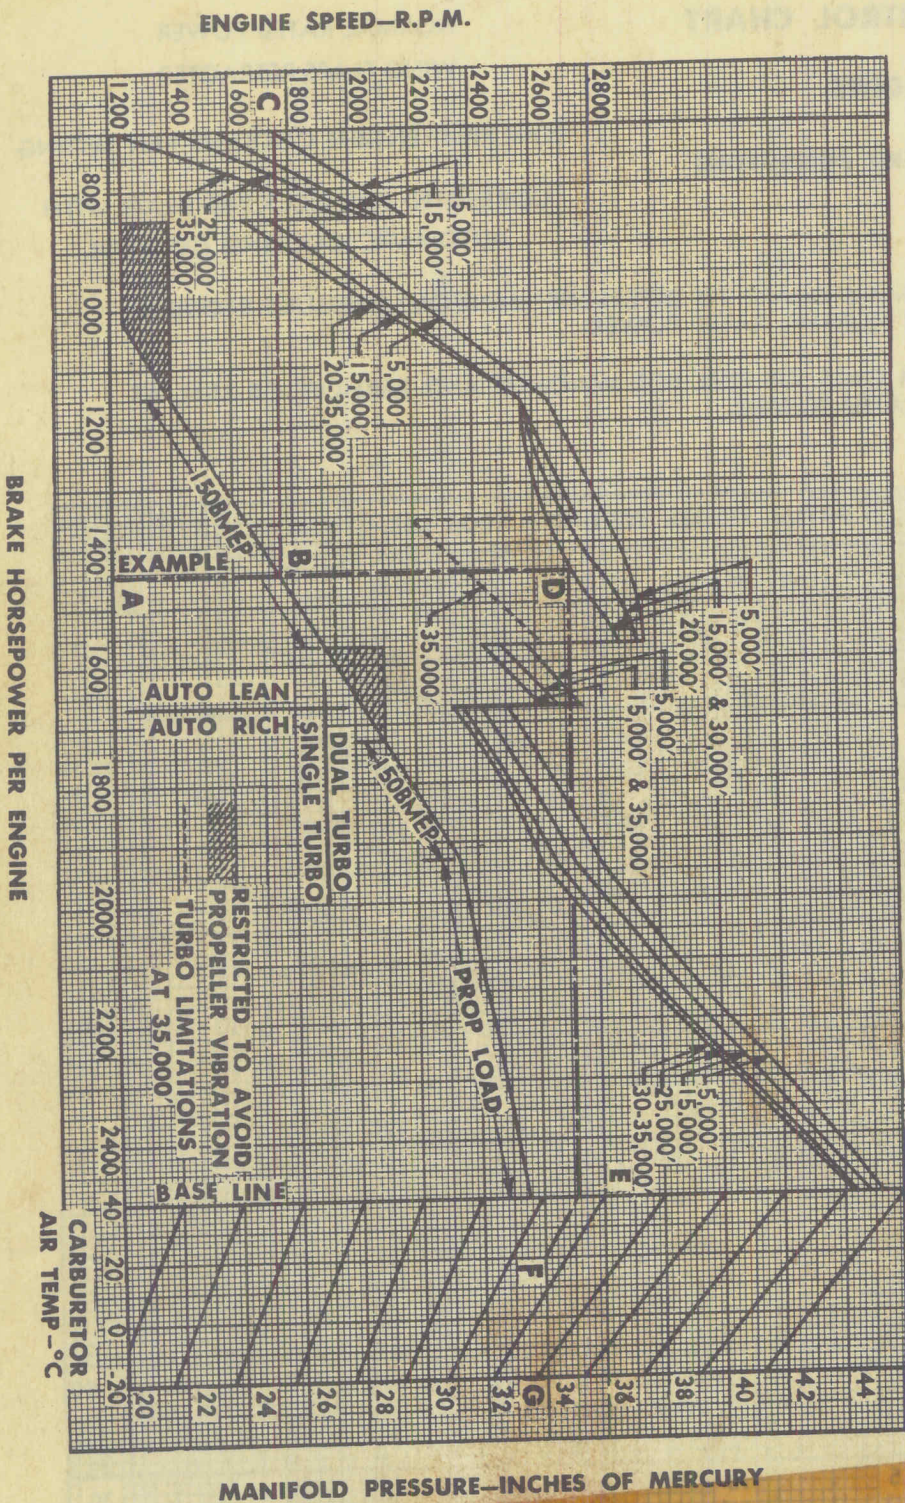 ENGINE SPEED—R.P.M.
1200
1400
1600
C
1800
2000
2200
2400
2600
2800
5,000'
15,000'
25,000'
35,000'
5,000'
15,000'
20-35,000'
5,000'
15,000' & 30,000'
20,000'
5,000'
15,000' & 35,000'
35,000'
5,000'
15,000'
25,000'
30-35,000'
150BMEP
EXAMPLE
A
B
D
E
F
G
AUTO LEAN
AUTO RICH
DUAL TURBO
SINGLE TURBO
150BMEP
PROP LOAD
RESTRICTED TO AVOID
PROPELLER VIBRATION
TURBO LIMITATIONS
AT 35,000'
BASE LINE
800
1000
1200
1400
1600
1800
2000
2200
2400
BRAKE HORSEPOWER PER ENGINE
40
20
0
-20
CARBURETOR
AIR TEMP-°C
20
22
24
26
28
30
32
34
36
38
40
42
44
MANIFOLD PRESSURE—INCHES OF MERCURY